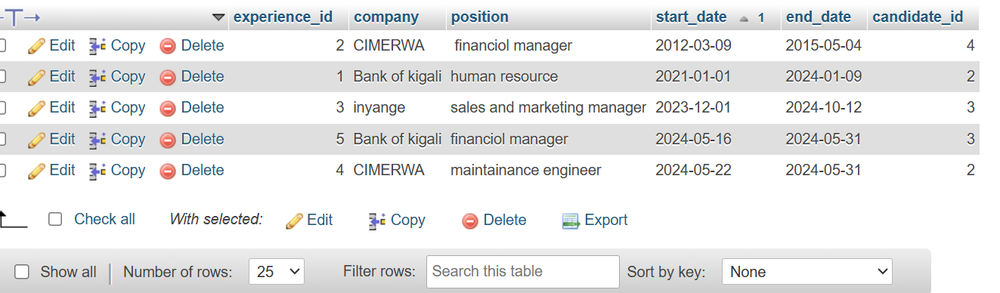 experience_id company position start_date 1 end_date candidate_id
Edit Copy Delete 2 CIMERWA financiol manager 2012-03-09 2015-05-04 4
Edit Copy Delete 1 Bank of kigali human resource 2021-01-01 2024-01-09 2
Edit Copy Delete 3 inyange sales and marketing manager 2023-12-01 2024-10-12 3
Edit Copy Delete 5 Bank of kigali financiol manager 2024-05-16 2024-05-31 3
Edit Copy Delete 4 CIMERWA maintainance engineer 2024-05-22 2024-05-31 2
Check all With selected: Edit Copy Delete Export
Show all Number of rows: 25 Filter rows: Search this table Sort by key: None